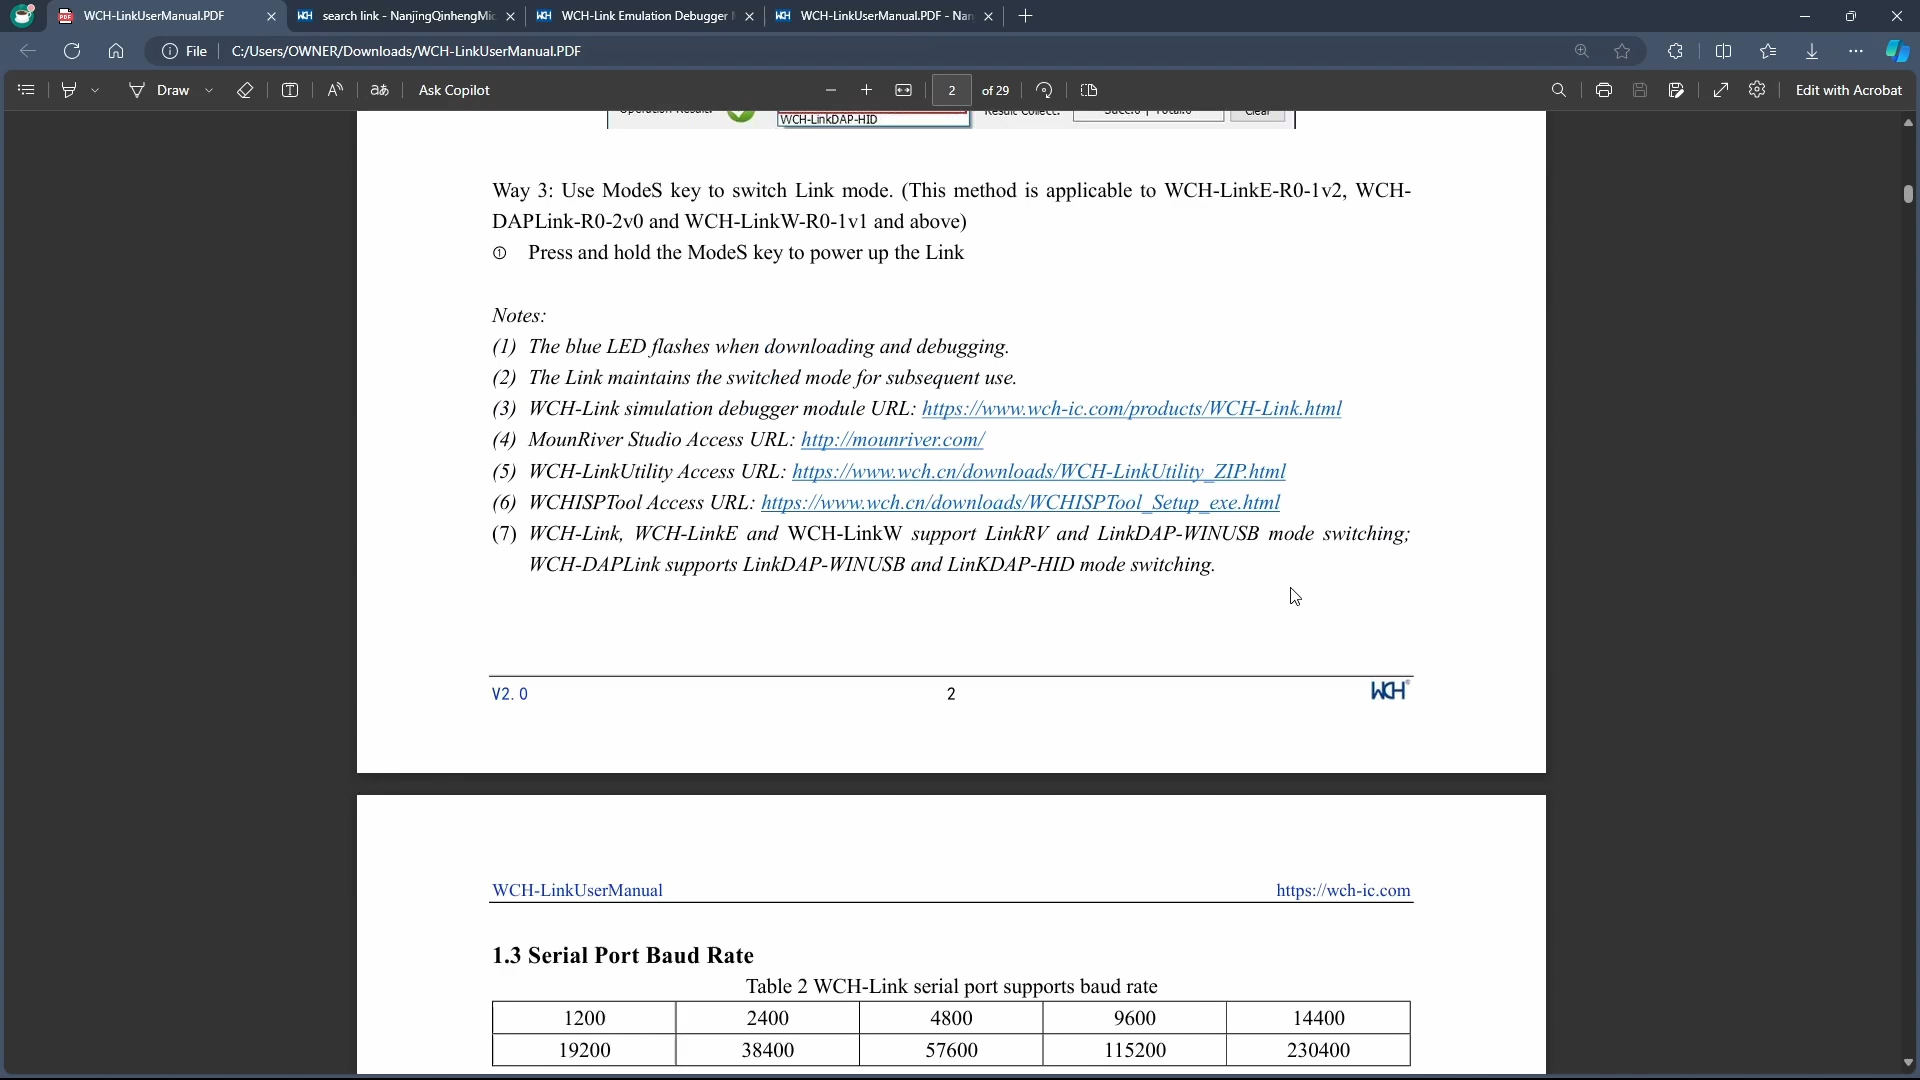 WCH-LinkUserManual.PDF
search link - NanjingQinhengMic
WCH-Link Emulation Debugger
WCH-LinkUserManual.PDF - Nan
File
C:/Users/OWNER/Downloads/WCH-LinkUserManual.PDF
Draw
Ask Copilot
2
of 29
Edit with Acrobat
WCH-LinkDAP-HID
Way 3: Use ModeS key to switch Link mode. (This method is applicable to WCH-LinkE-R0-1v2, WCH-
DAPLink-R0-2v0 and WCH-LinkW-R0-1v1 and above)
① Press and hold the ModeS key to power up the Link
Notes:
(1) The blue LED flashes when downloading and debugging.
(2) The Link maintains the switched mode for subsequent use.
(3) WCH-Link simulation debugger module URL: https://www.wch-ic.com/products/WCH-Link.html
(4) MounRiver Studio Access URL: http://mounriver.com/
(5) WCH-LinkUtility Access URL: https://www.wch.cn/downloads/WCH-LinkUtility_ZIP.html
(6) WCHISPTool Access URL: https://www.wch.cn/downloads/WCHISPTool_Setup_exe.html
(7) WCH-Link, WCH-LinkE and WCH-LinkW support LinkRV and LinkDAP-WINUSB mode switching;
WCH-DAPLink supports LinkDAP-WINUSB and LinKDAP-HID mode switching.
V2.0
2
WCH
WCH-LinkUserManual
https://wch-ic.com
1.3 Serial Port Baud Rate
Table 2 WCH-Link serial port supports baud rate
1200 2400 4800 9600 14400
19200 38400 57600 115200 230400